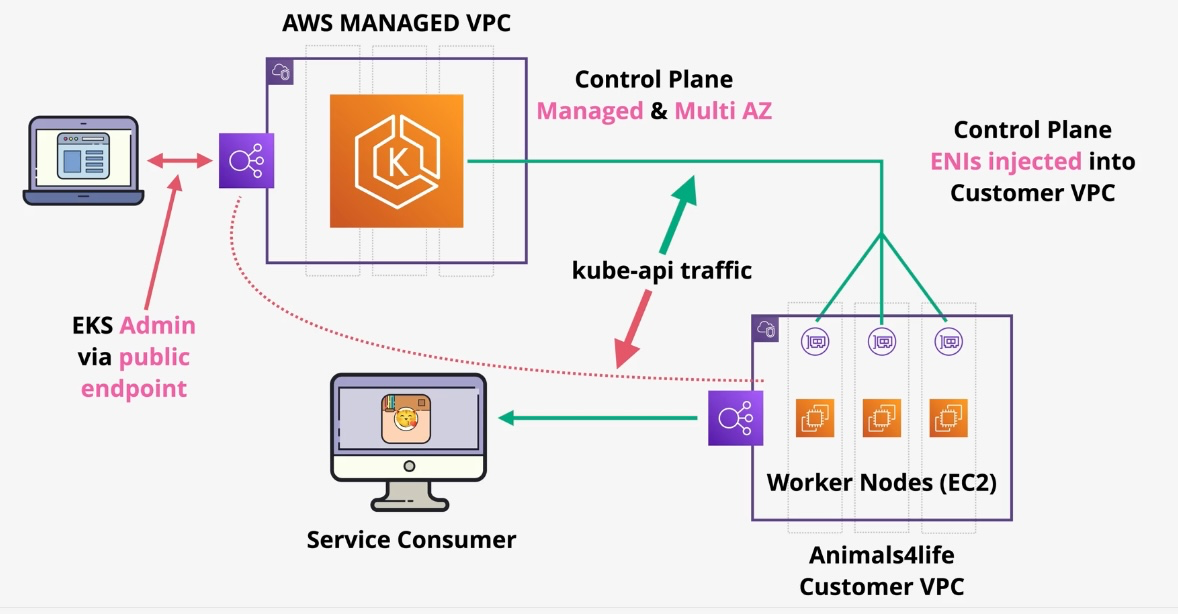 AWS MANAGED VPC
Control Plane
Managed & Multi AZ
Control Plane
ENIs injected into
Customer VPC
K
kube-api traffic
EKS Admin
via public
endpoint
Worker Nodes (EC2)
Service Consumer
Animals4life
Customer VPC